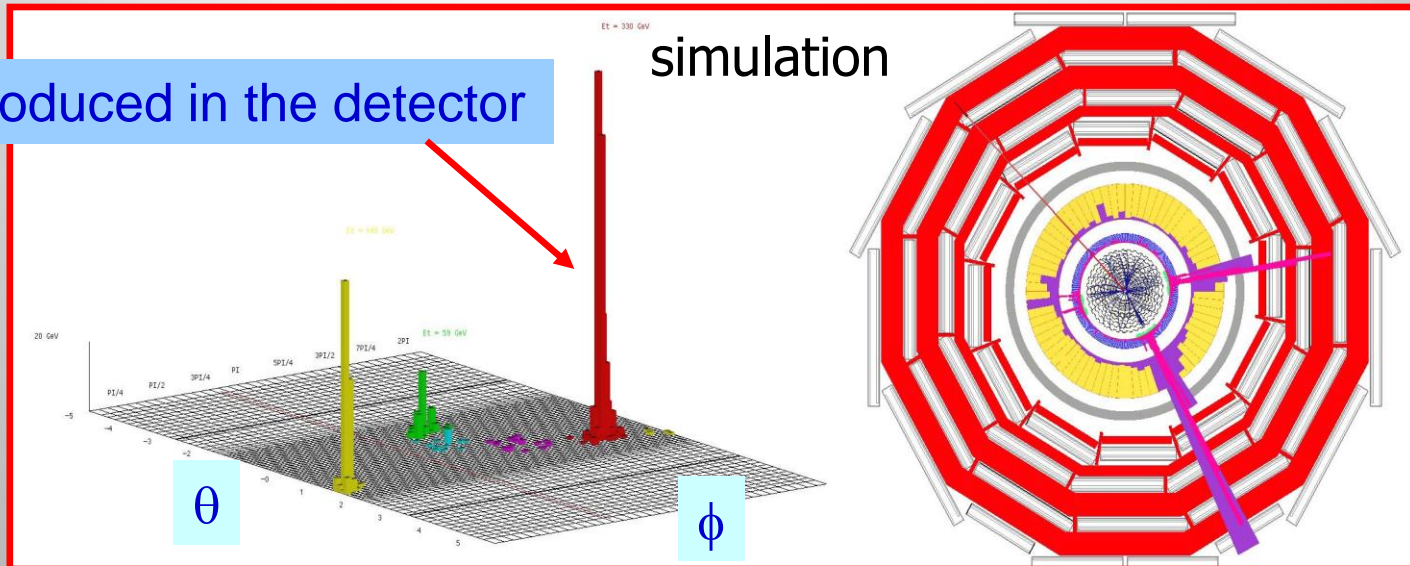 Et = 330 GeV
simulation
oduced in the detector
20 GeV
Et = 59 GeV
PI/4
PI/2
3PI/4
PI
5PI/4
3PI/2
7PI/4
2PI
-5
-4
-3
-2
-0
1
2
3
4
5
θ
ϕ